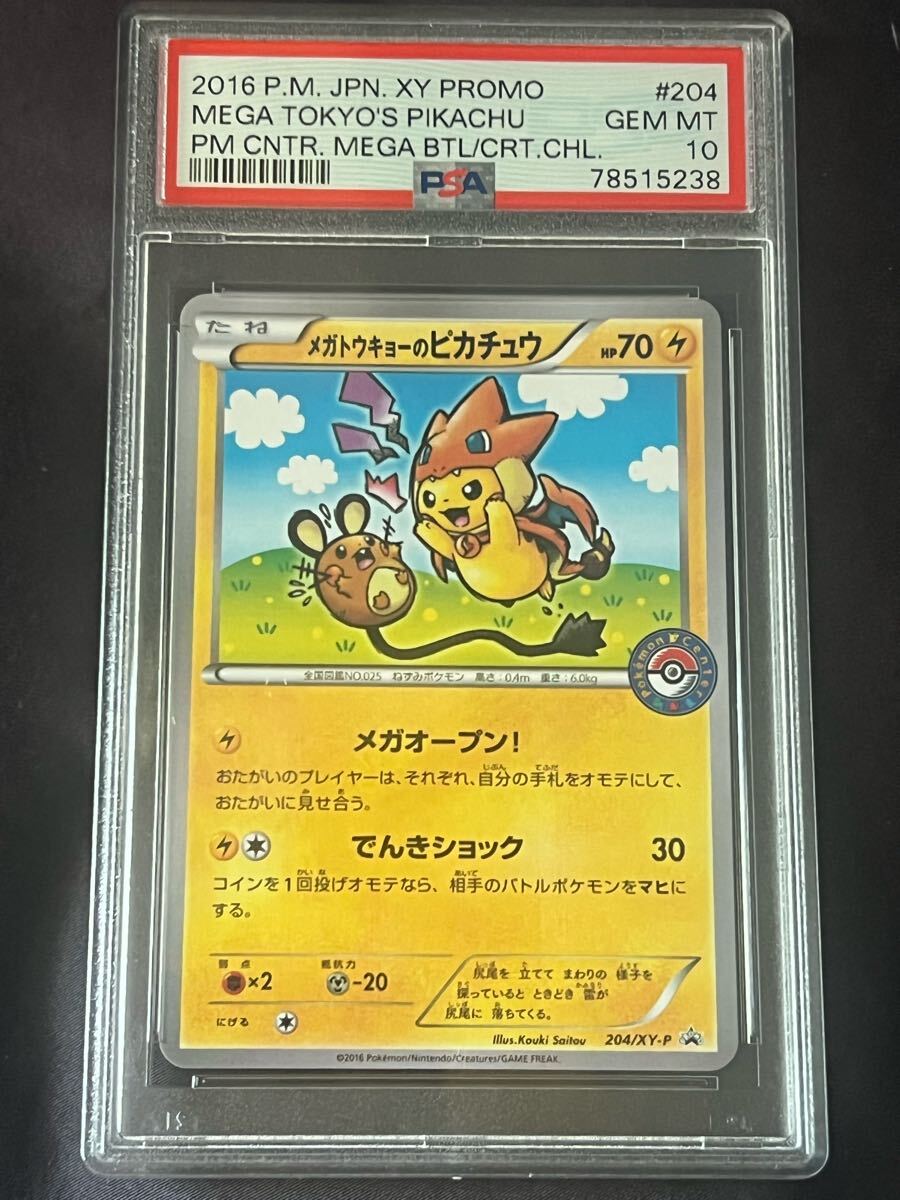 2016 P.M. JPN. XY PROMO #204
MEGA TOKYO'S PIKACHU GEM MT
PM CNTR. MEGA BTL/CRT.CHL. 10
PSA 78515238
たね メガトウキョーのピカチュウ HP70
Pokémon Center
全国図鑑NO.025 ねずみポケモン 高さ:0.4m 重さ:6.0kg
メガオープン!
おたがいのプレイヤーは、それぞれ、自分の手札をオモテにして、
おたがいに見せ合う。
でんきショック 30
コインを1回投げオモテなら、相手のバトルポケモンをマヒに
する。
弱点 抵抗力
×2 -20
にげる
尻尾を 立てて まわりの 様子を
探っていると ときどき 雷が
尻尾に 落ちてくる。
Illus.Kouki Saitou 204/XY-P
©2016 Pokémon/Nintendo/Creatures/GAME FREAK.